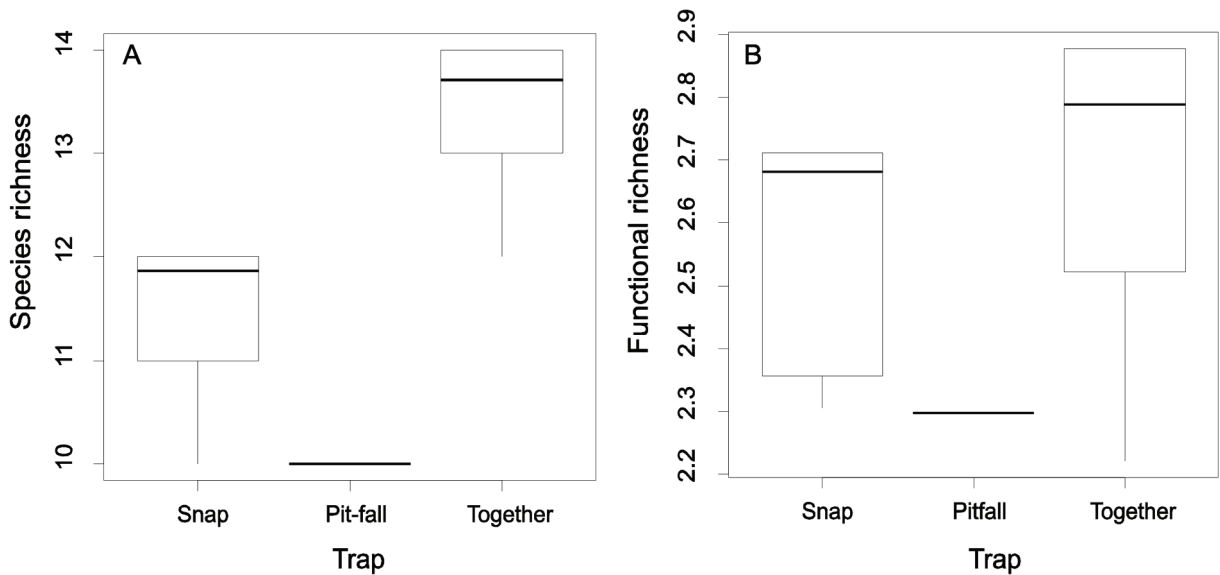 A
Species richness
14
13
12
11
10
Snap
Pit-fall
Together
Trap
B
Functional richness
2.9
2.8
2.7
2.6
2.5
2.4
2.3
2.2
Snap
Pitfall
Together
Trap